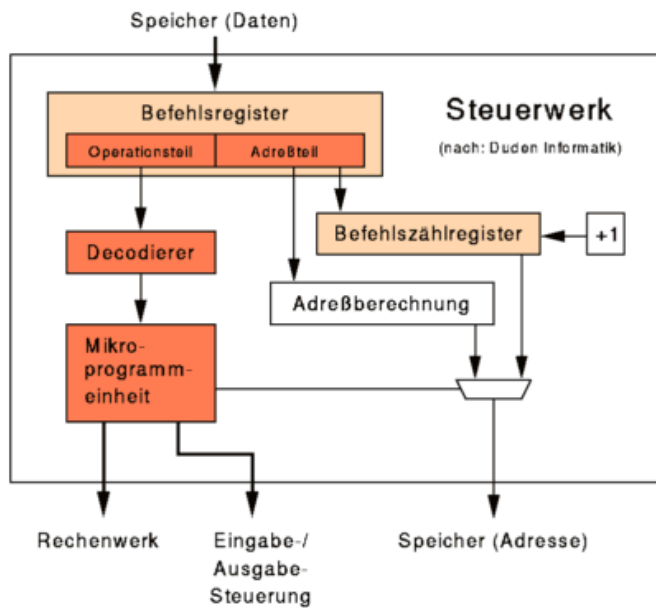 Speicher (Daten)
Befehlsregister
Operationsteil
Adreßteil
Steuerwerk
(nach: Duden Informatik)
Befehlszählregister
+1
Decodierer
Adreßberechnung
Mikro-
programm-
einheit
Rechenwerk
Eingabe-/
Ausgabe-
Steuerung
Speicher (Adresse)